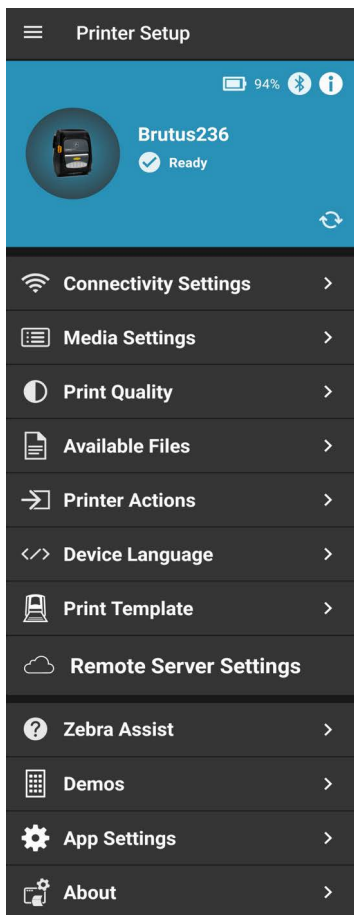 Printer Setup
94%
Brutus236
Ready
Connectivity Settings
Media Settings
Print Quality
Available Files
Printer Actions
Device Language
Print Template
Remote Server Settings
Zebra Assist
Demos
App Settings
About